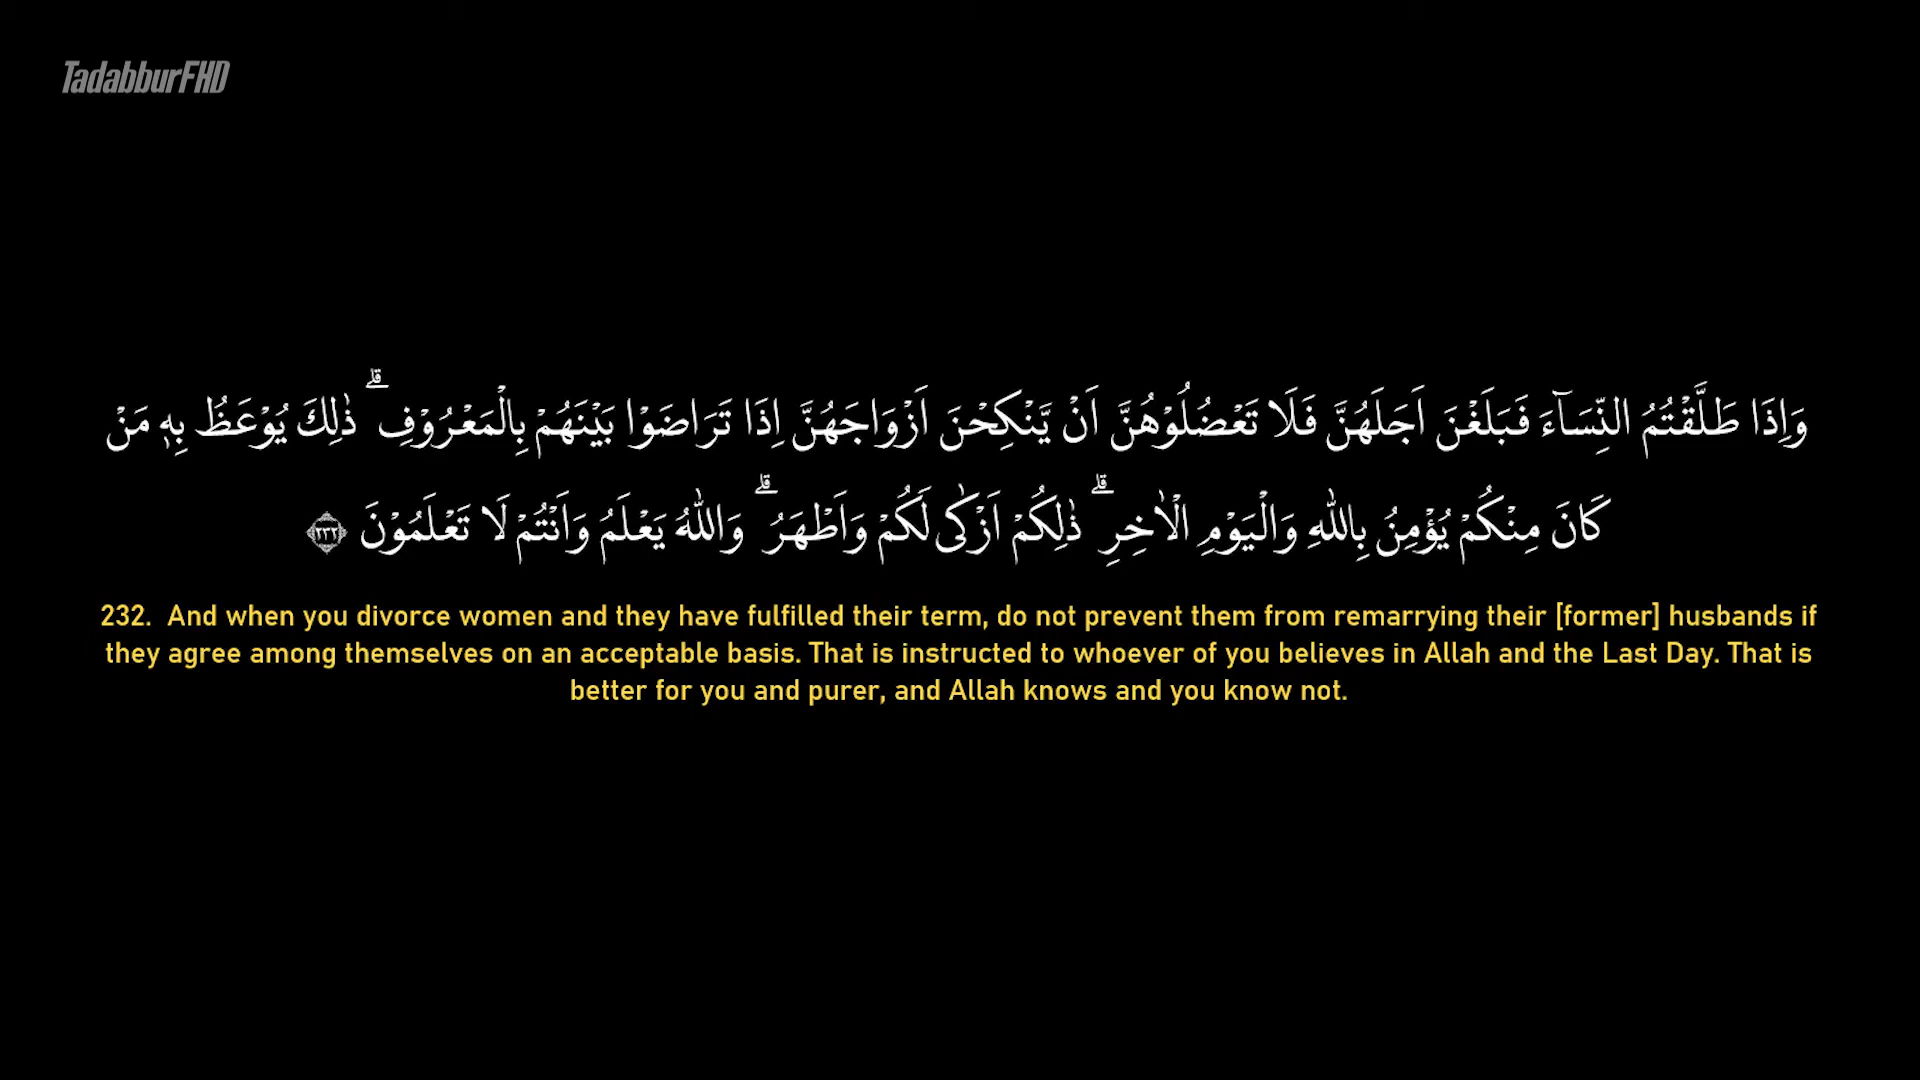 TadabburFHD
وَاِذَا طَلَّقْتُمُ النِّسَاۤءَ فَبَلَغْنَ اَجَلَهُنَّ فَلَا تَعْضُلُوْهُنَّ اَنْ يَّنْكِحْنَ اَزْوَاجَهُنَّ اِذَا تَرَاضَوْا بَيْنَهُمْ بِالْمَعْرُوْفِ ۗ ذٰلِكَ يُوْعَظُ بِهٖ مَنْ
كَانَ مِنْكُمْ يُؤْمِنُ بِاللّٰهِ وَالْيَوْمِ الْاٰخِرِ ۗ ذٰلِكُمْ اَزْكٰى لَكُمْ وَاَطْهَرُ ۗ وَاللّٰهُ يَعْلَمُ وَاَنْتُمْ لَا تَعْلَمُوْنَ ٢٣٢
232. And when you divorce women and they have fulfilled their term, do not prevent them from remarrying their [former] husbands if
they agree among themselves on an acceptable basis. That is instructed to whoever of you believes in Allah and the Last Day. That is
better for you and purer, and Allah knows and you know not.